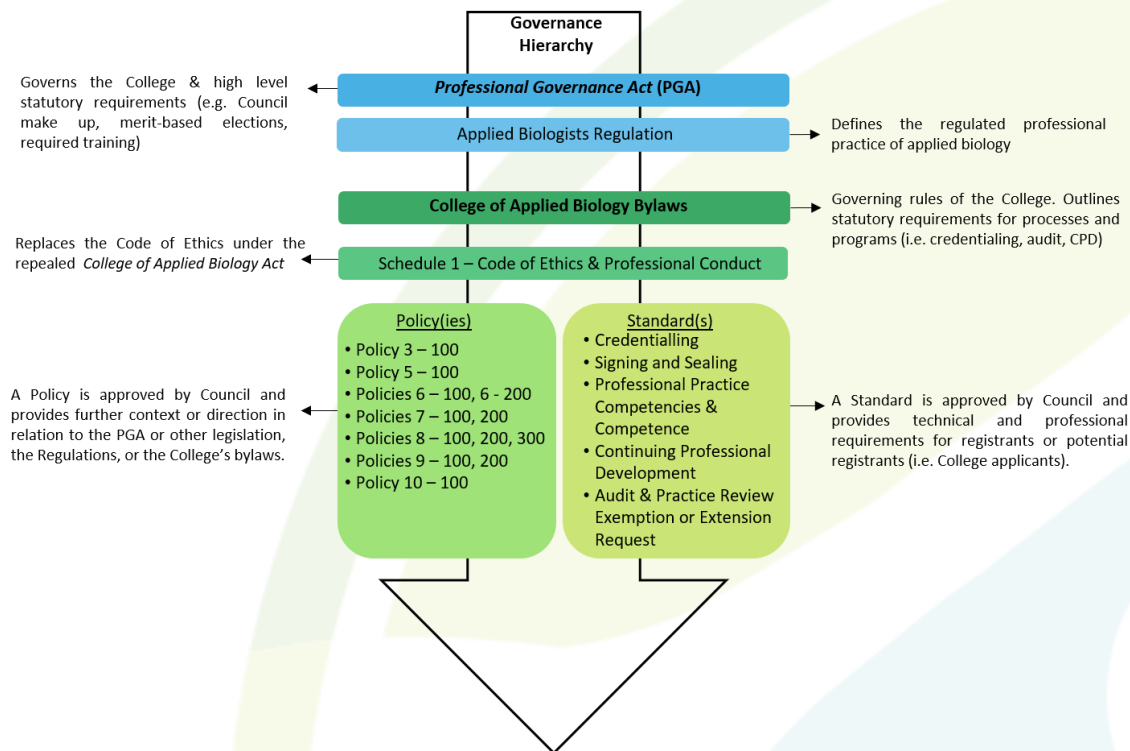 Governance
Hierarchy
Governs the College & high level
statutory requirements (e.g. Council
make up, merit-based elections,
required training)
Professional Governance Act (PGA)
Applied Biologists Regulation
Defines the regulated professional
practice of applied biology
College of Applied Biology Bylaws
Governing rules of the College. Outlines
statutory requirements for processes and
programs (i.e. credentialing, audit, CPD)
Replaces the Code of Ethics under the
repealed College of Applied Biology Act
Schedule 1 – Code of Ethics & Professional Conduct
Policy(ies)
• Policy 3 – 100
• Policy 5 – 100
• Policies 6 – 100, 6 - 200
• Policies 7 – 100, 200
• Policies 8 – 100, 200, 300
• Policies 9 – 100, 200
• Policy 10 – 100
Standard(s)
• Credentialling
• Signing and Sealing
• Professional Practice
Competencies &
Competence
• Continuing Professional
Development
• Audit & Practice Review
Exemption or Extension
Request
A Policy is approved by Council and
provides further context or direction in
relation to the PGA or other legislation,
the Regulations, or the College's bylaws.
A Standard is approved by Council and
provides technical and professional
requirements for registrants or potential
registrants (i.e. College applicants).